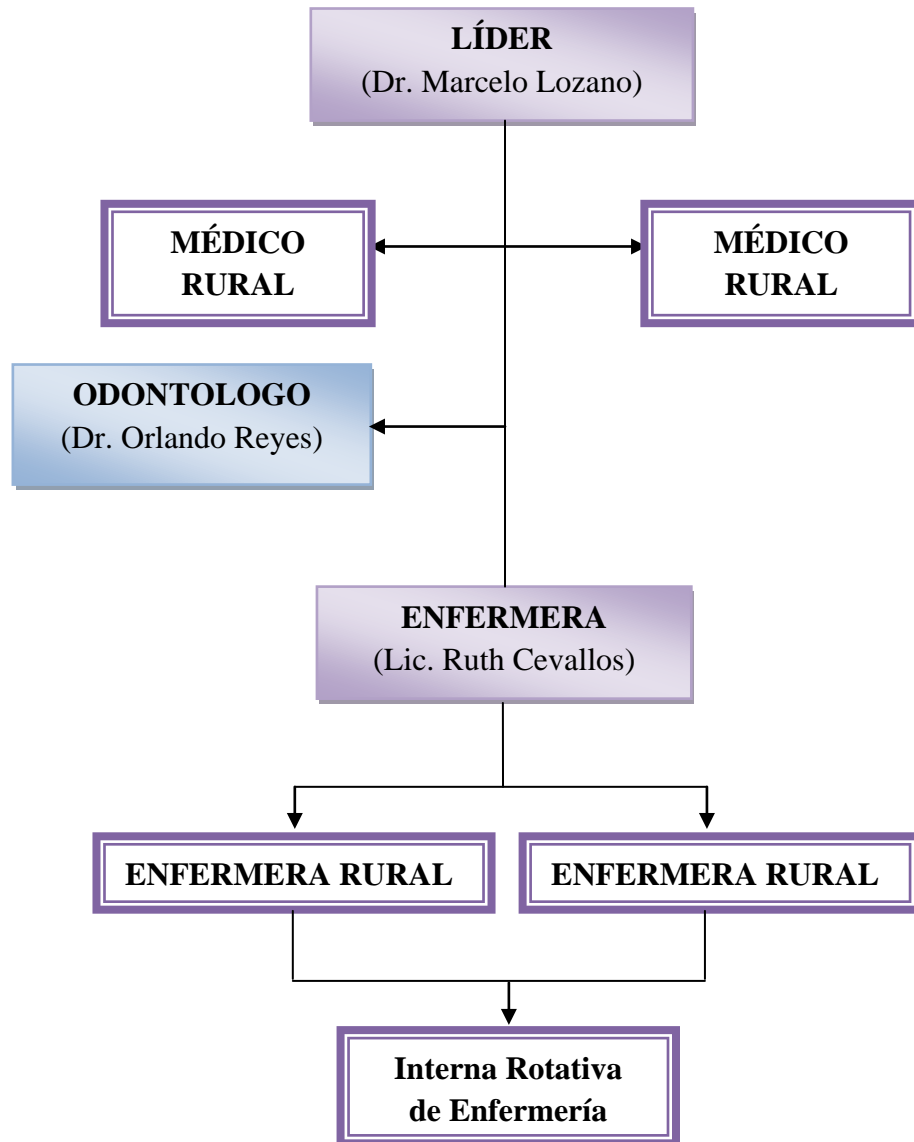 LÍDER
(Dr. Marcelo Lozano)
MÉDICO
RURAL
MÉDICO
RURAL
ODONTOLOGO
(Dr. Orlando Reyes)
ENFERMERA
(Lic. Ruth Cevallos)
ENFERMERA RURAL
ENFERMERA RURAL
Interna Rotativa
de Enfermería